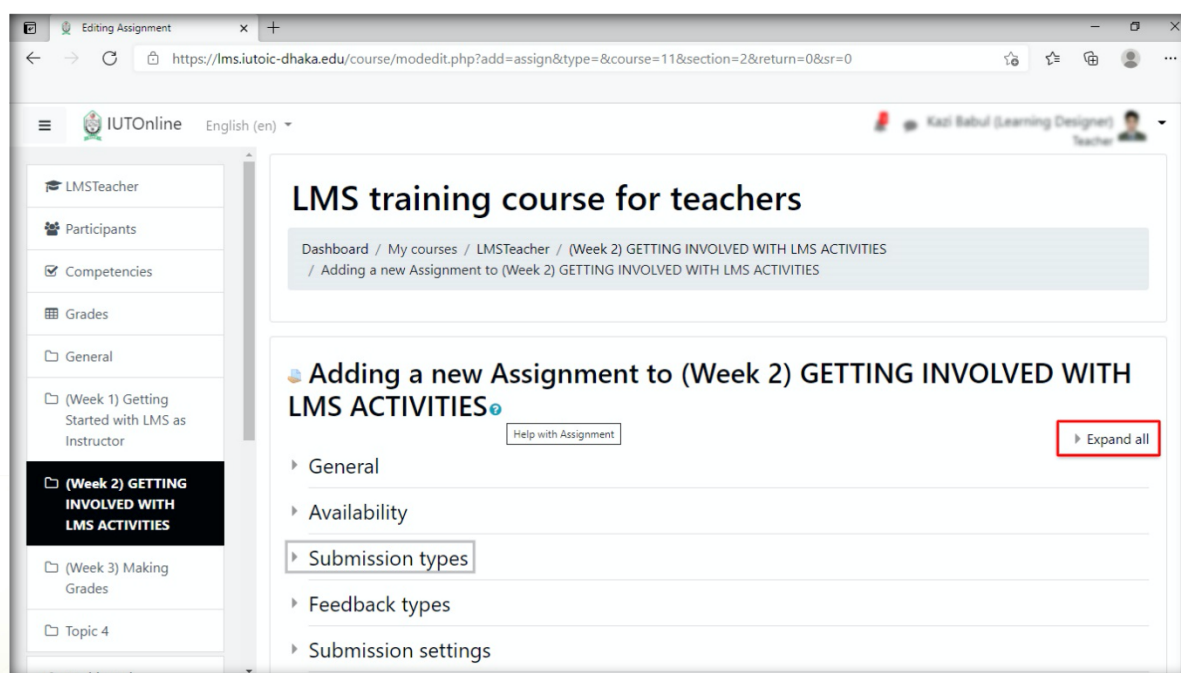 Editing Assignment
https://lms.iutoic-dhaka.edu/course/modedit.php?add=assign&type=&course=11&section=2&return=0&sr=0
IUTOnline English (en)
Kazi Babul (Learning Designer)
Teacher
LMSTeacher
Participants
Competencies
Grades
General
(Week 1) Getting
Started with LMS as
Instructor
(Week 2) GETTING
INVOLVED WITH
LMS ACTIVITIES
(Week 3) Making
Grades
Topic 4
LMS training course for teachers
Dashboard / My courses / LMSTeacher / (Week 2) GETTING INVOLVED WITH LMS ACTIVITIES
/ Adding a new Assignment to (Week 2) GETTING INVOLVED WITH LMS ACTIVITIES
Adding a new Assignment to (Week 2) GETTING INVOLVED WITH
LMS ACTIVITIES
Help with Assignment
Expand all
General
Availability
Submission types
Feedback types
Submission settings